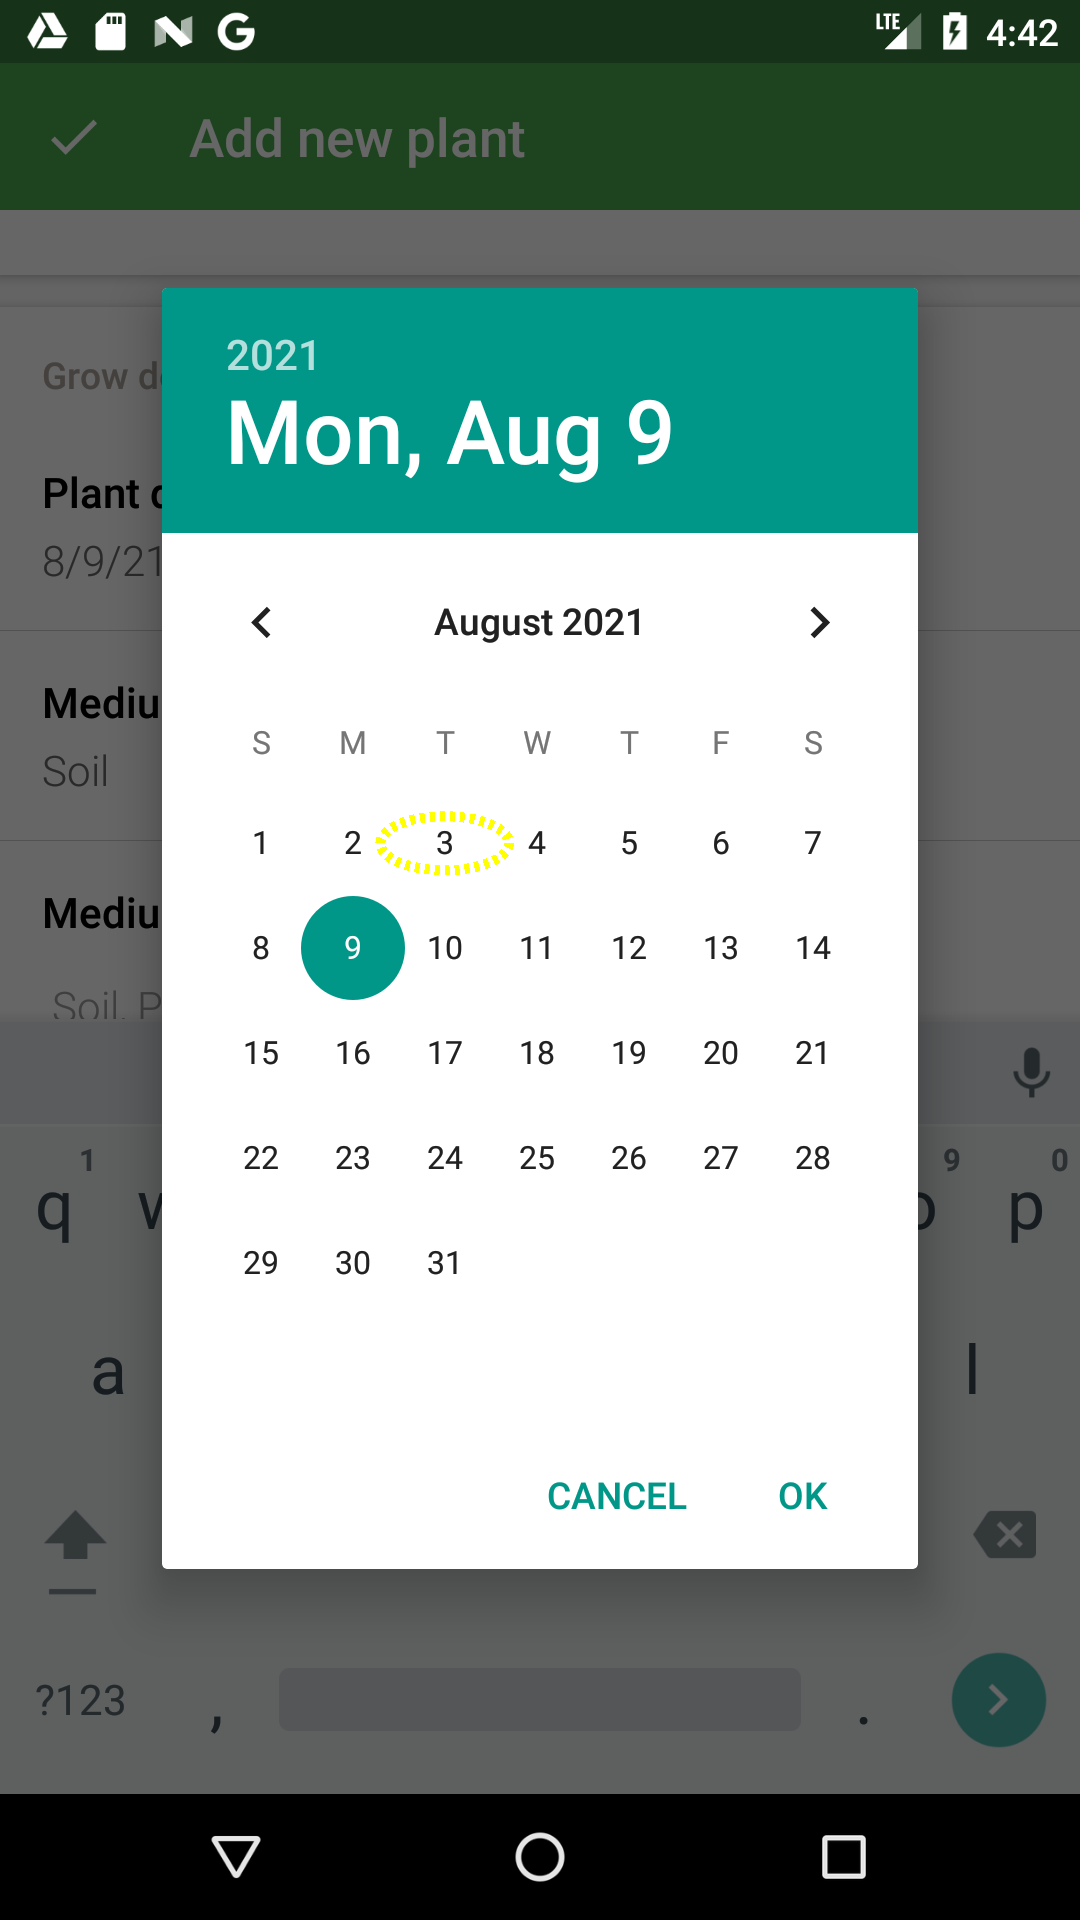 LTE 4:42
Add new plant
Grow d
Plant d
8/9/21
Mediu
Soil
Mediu
Soil, P
2021
Mon, Aug 9
August 2021
S M T W T F S
1 2 3 4 5 6 7
8 9 10 11 12 13 14
15 16 17 18 19 20 21
22 23 24 25 26 27 28
29 30 31
CANCEL OK
1 9 0
q w o p
a l
?123 , .